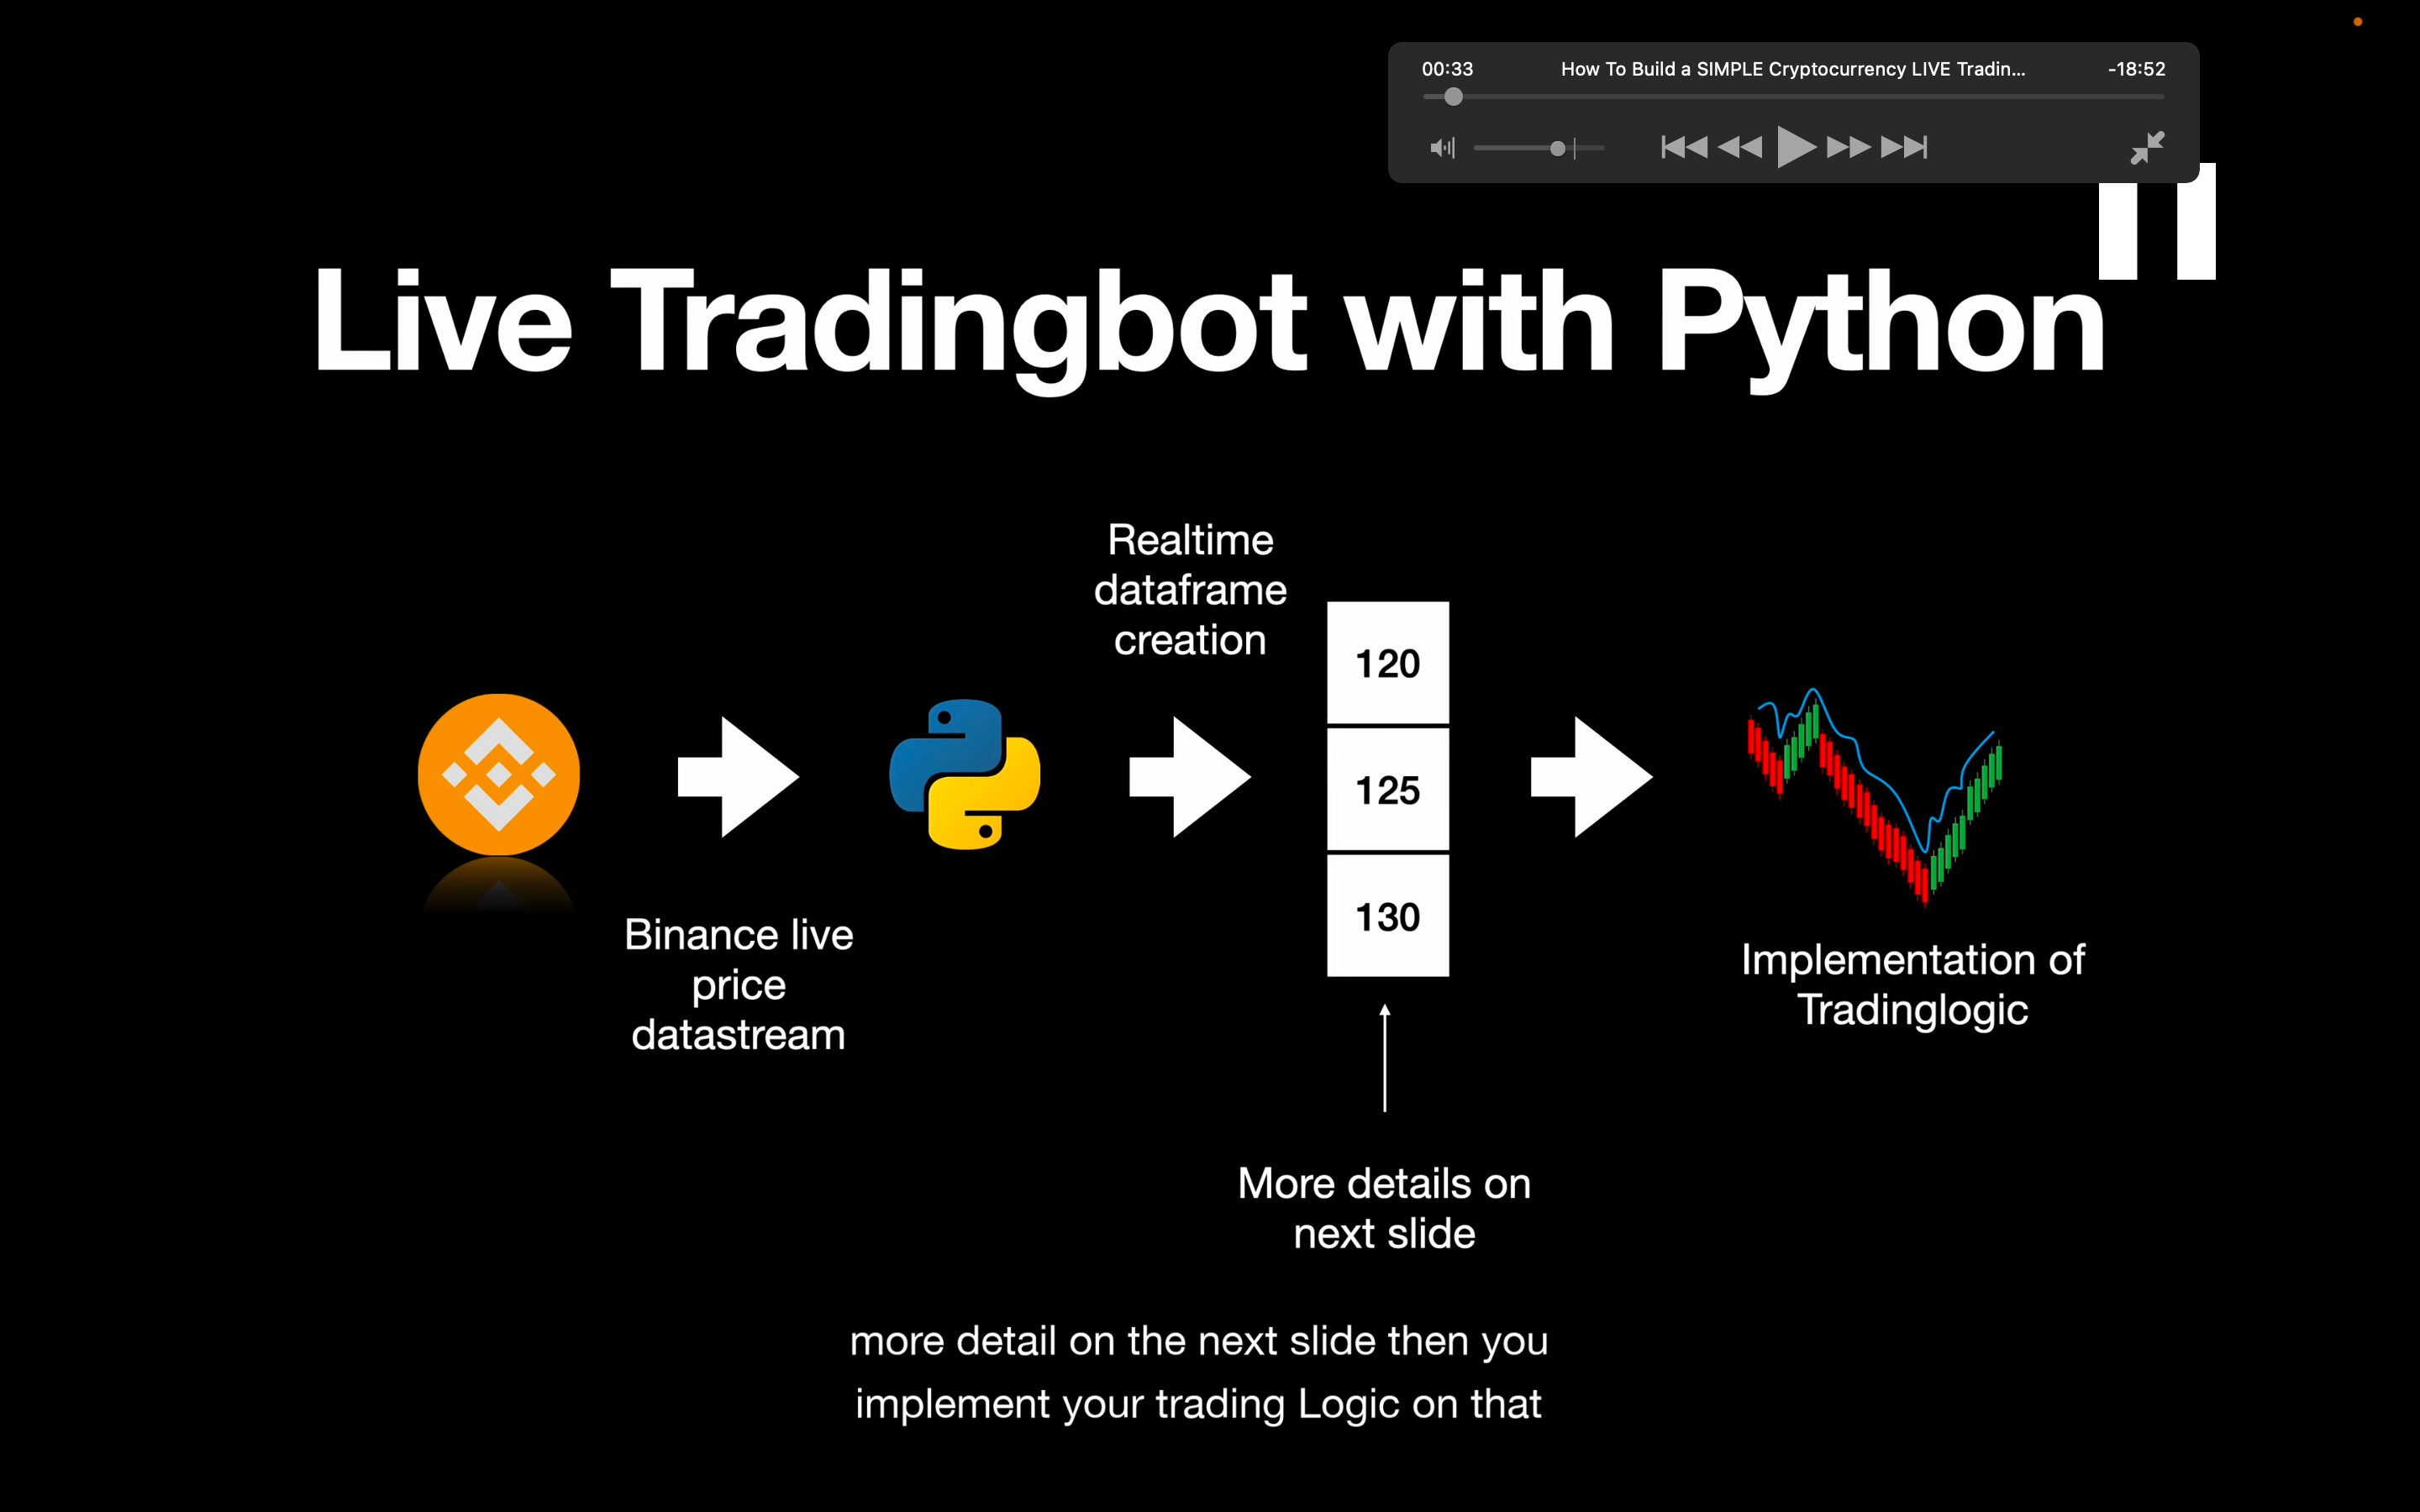 00:33
How To Build a SIMPLE Cryptocurrency LIVE Tradin...
-18:52
Live Tradingbot with Python
Realtime
dataframe
creation
120
125
130
Binance live
price
datastream
Implementation of
Tradinglogic
More details on
next slide
more detail on the next slide then you
implement your trading Logic on that